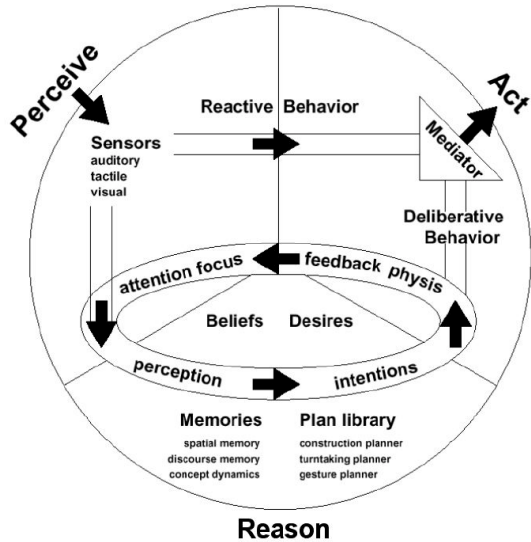 Perceive
Act
Reactive Behavior
Sensors
auditory
tactile
visual
Mediator
Deliberative
Behavior
attention focus
feedback physis
Beliefs Desires
perception
intentions
Memories
spatial memory
discourse memory
concept dynamics
Plan library
construction planner
turntaking planner
gesture planner
Reason